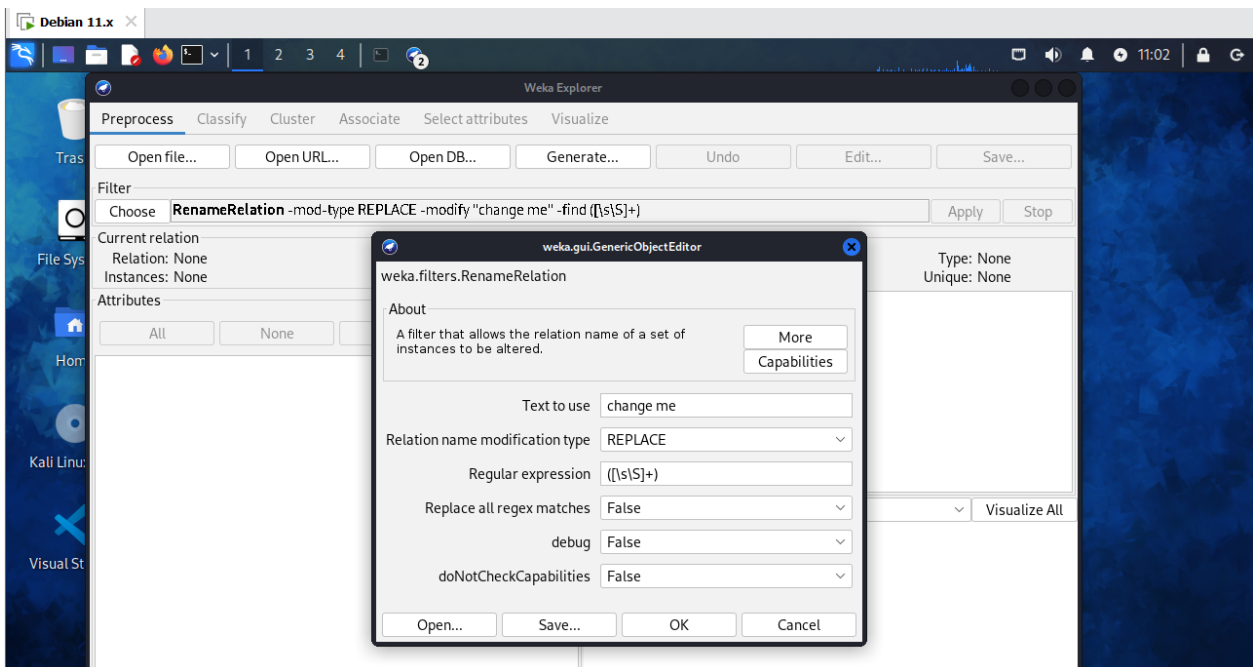 Debian 11.x
1 2 3 4 2 11:02
Weka Explorer
Preprocess Classify Cluster Associate Select attributes Visualize
Open file... Open URL... Open DB... Generate... Undo Edit... Save...
Filter
Choose RenameRelation -mod-type REPLACE -modify "change me" -find ([\s\S]+) Apply Stop
Current relation
Relation: None
Instances: None
Type: None
Unique: None
Attributes
All None
Visualize All
weka.gui.GenericObjectEditor
weka.filters.RenameRelation
About
A filter that allows the relation name of a set of
instances to be altered.
More
Capabilities
Text to use change me
Relation name modification type REPLACE
Regular expression ([\s\S]+)
Replace all regex matches False
debug False
doNotCheckCapabilities False
Open... Save... OK Cancel
Tras
File Sys
Hom
Kali Linu
Visual St